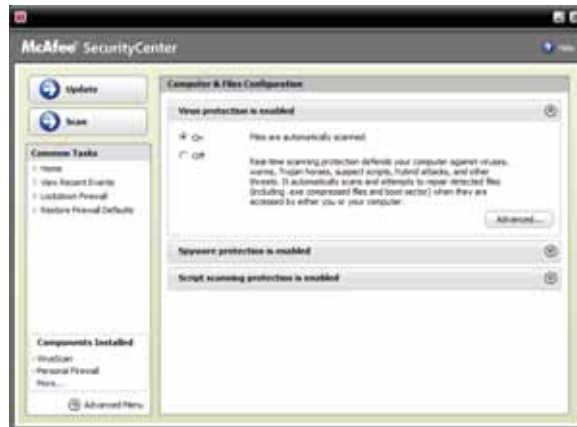 McAfee SecurityCenter
Help
Update
Scan
Common Tasks
Home
View Recent Events
Lockdown Firewall
Restore Firewall Defaults
Components Installed
VirusScan
Personal Firewall
More...
Advanced Menu
Computer & Files Configuration
Virus protection is enabled
On
Files are automatically scanned.
Off
Real-time scanning protection defends your computer against viruses,
worms, Trojan horses, suspect scripts, hybrid attacks, and other
threats. It automatically scans and attempts to repair detected files
(including .exe compressed files and boot sector) when they are
accessed by either you or your computer.
Advanced...
Spyware protection is enabled
Script scanning protection is enabled